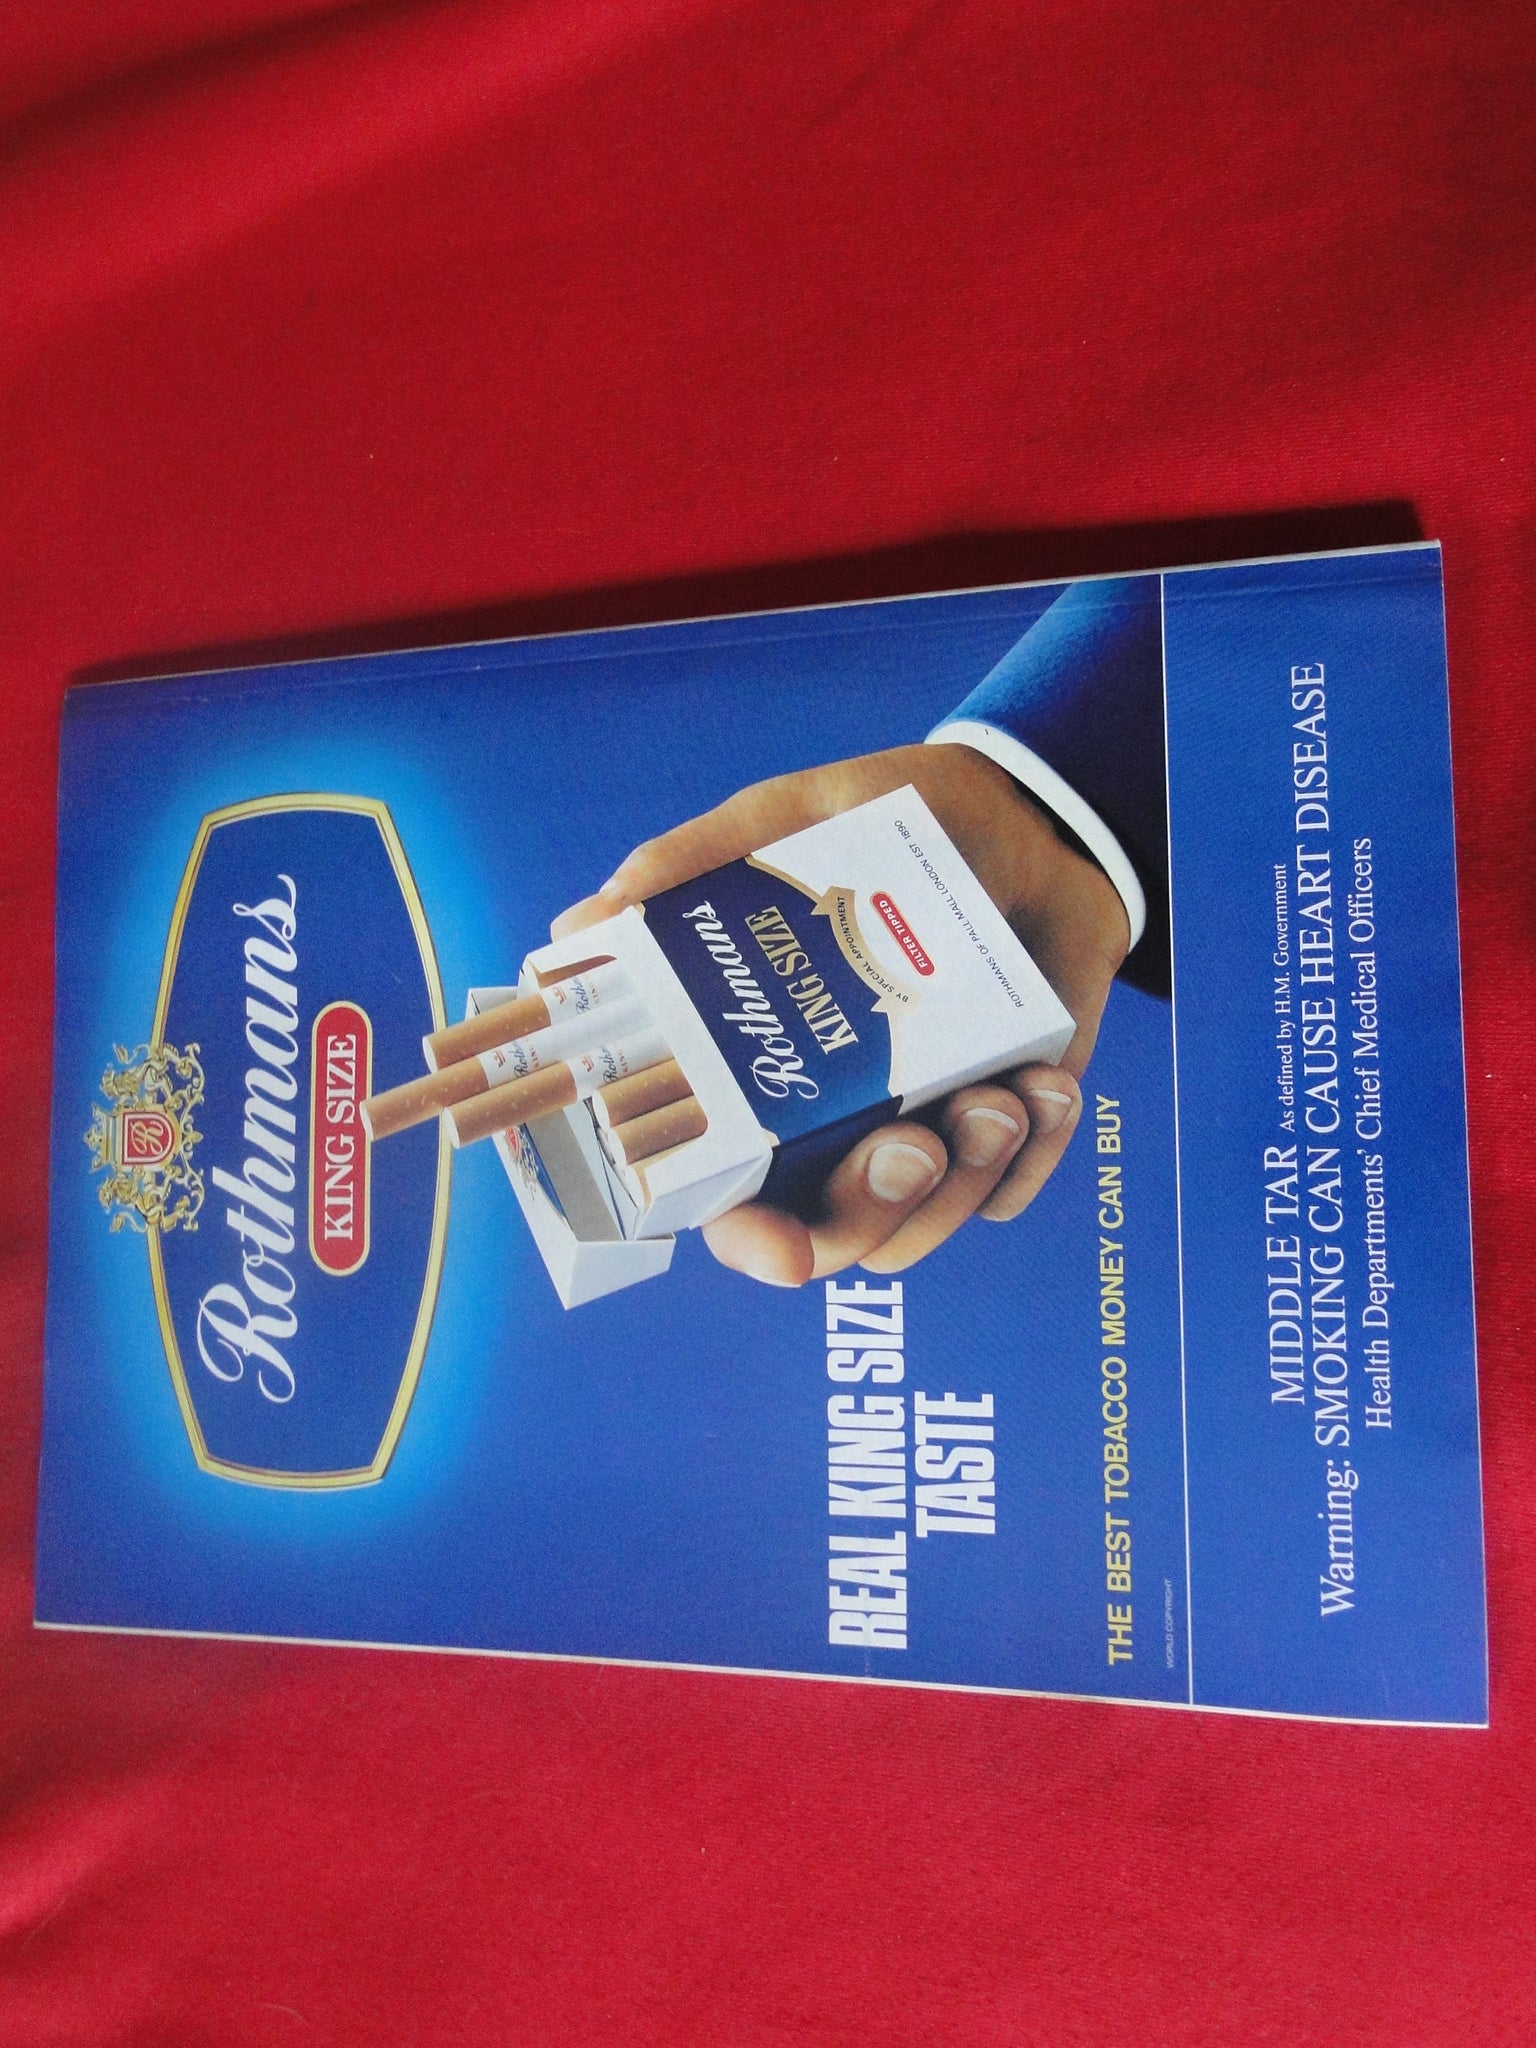 Rothmans
KING SIZE
Rothmans
KING SIZE
BY SPECIAL APPOINTMENT
FILTER TIPPED
ROTHMANS OF PALL MALL LONDON EST 1890
REAL KING SIZE
TASTE
THE BEST TOBACCO MONEY CAN BUY
WORLD COPYRIGHT
MIDDLE TAR As defined by H.M. Government
Warning: SMOKING CAN CAUSE HEART DISEASE
Health Departments' Chief Medical Officers